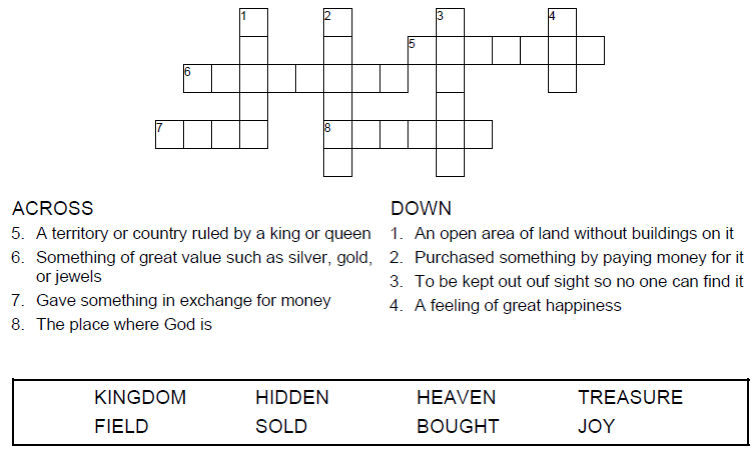 1 2 3 4
5
6
7 8
ACROSS
5. A territory or country ruled by a king or queen
6. Something of great value such as silver, gold,
or jewels
7. Gave something in exchange for money
8. The place where God is
DOWN
1. An open area of land without buildings on it
2. Purchased something by paying money for it
3. To be kept out ouf sight so no one can find it
4. A feeling of great happiness
KINGDOM HIDDEN HEAVEN TREASURE
FIELD SOLD BOUGHT JOY